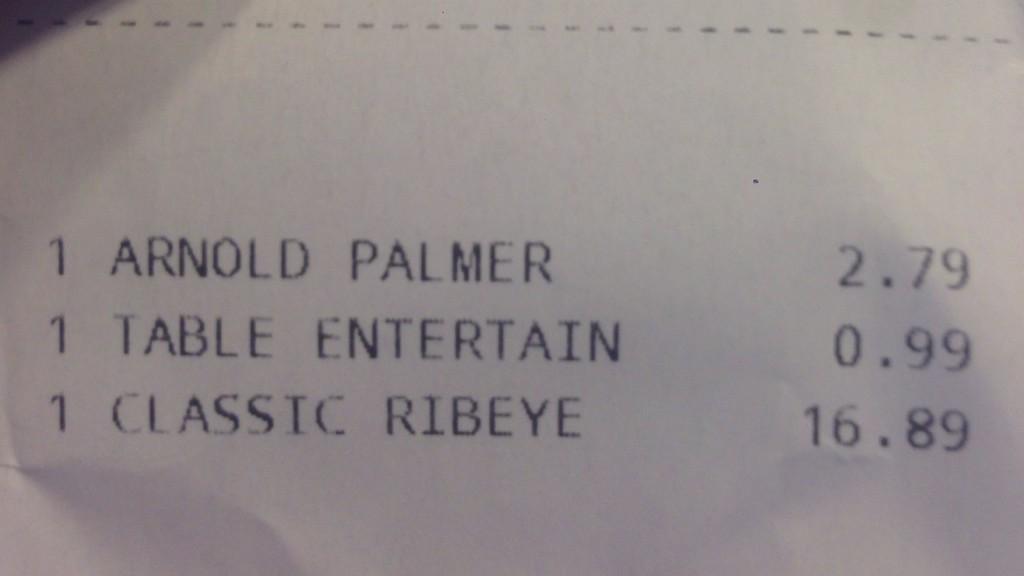 1 ARNOLD PALMER 2.79
1 TABLE ENTERTAIN 0.99
1 CLASSIC RIBEYE 16.89